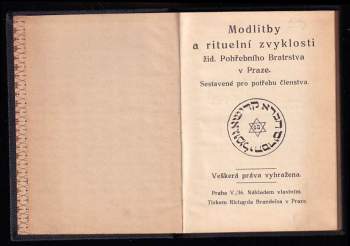 Modlitby
a rituelní zvyklosti
žid. Pohřebního Bratrstva
v Praze.
Sestavené pro potřebu členstva.
Veškerá práva vyhražena.
Praha V./36. Nákladem vlastním.
Tiskem Richarda Brandeisa v Praze.